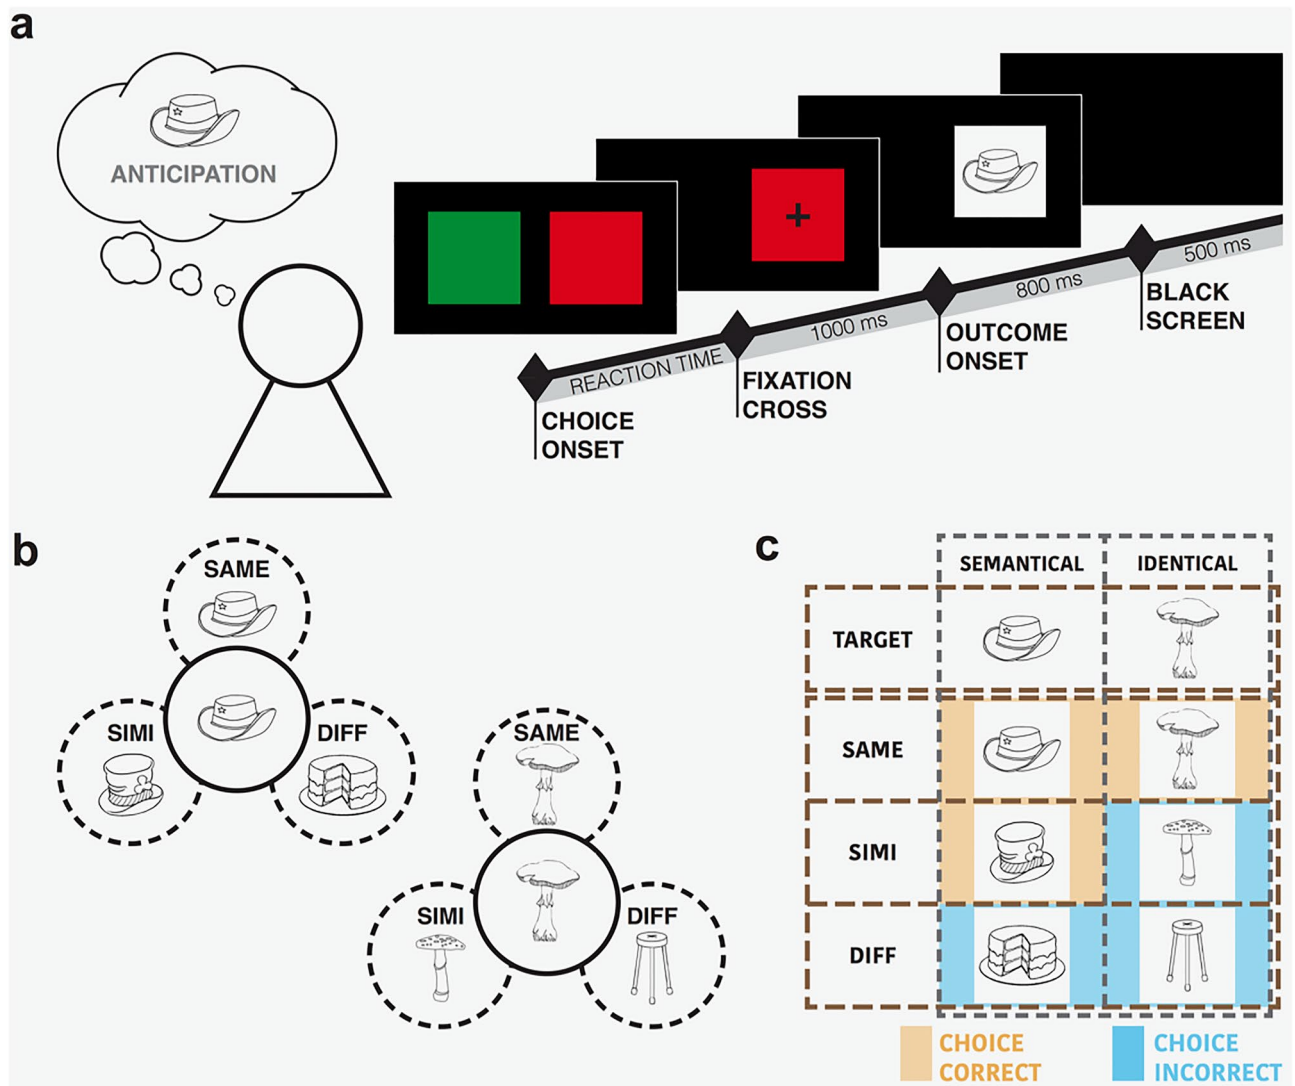 a
ANTICIPATION
+
REACTION TIME
1000 ms
800 ms
500 ms
CHOICE
ONSET
FIXATION
CROSS
OUTCOME
ONSET
BLACK
SCREEN
b
SAME
SIMI
DIFF
SAME
SIMI
DIFF
c
SEMANTICAL
IDENTICAL
TARGET
SAME
SIMI
DIFF
CHOICE
CORRECT
CHOICE
INCORRECT